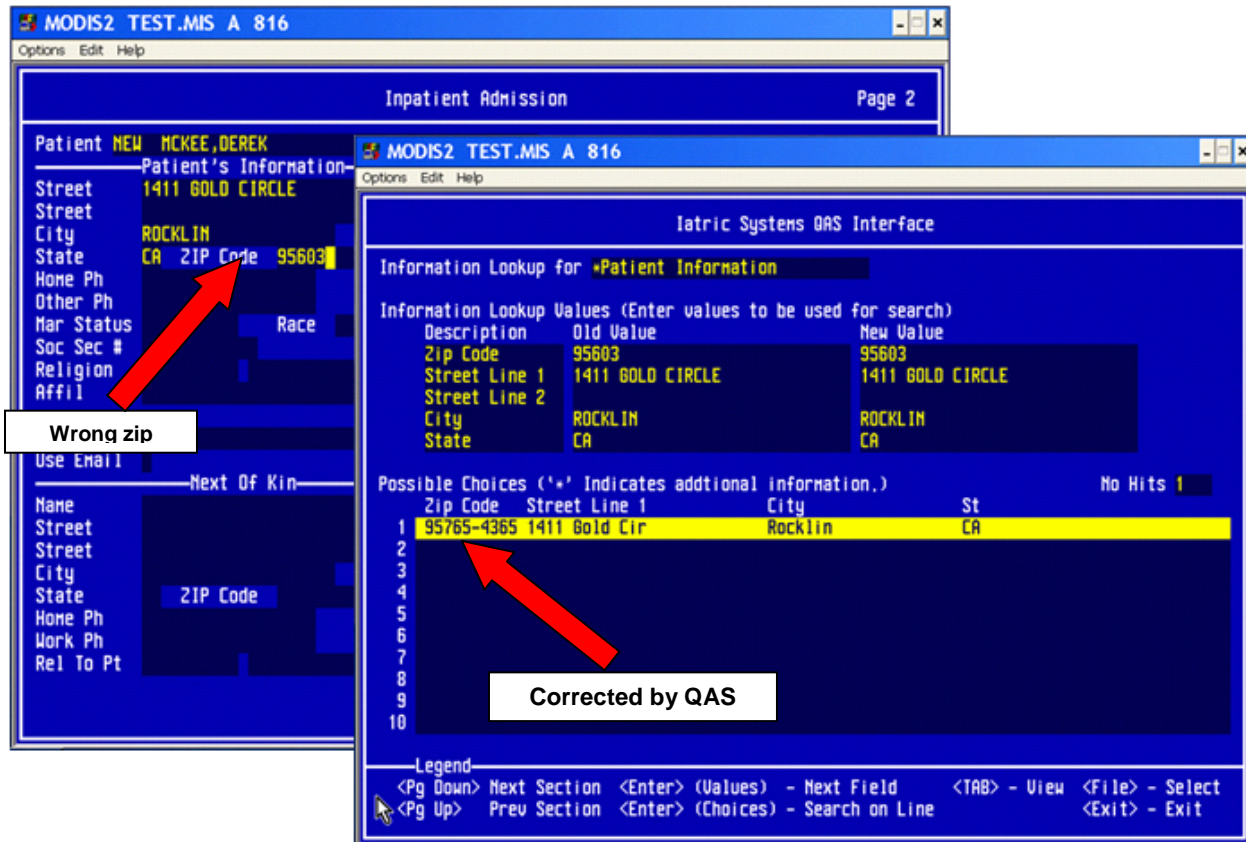 MODIS2 TEST.MIS A 816
Options Edit Help
Inpatient Admission Page 2
Patient NEW MCKEE,DEREK
Patient's Information
Street 1411 GOLD CIRCLE
Street
City ROCKLIN
State CA ZIP Code 95603
Home Ph
Other Ph
Mar Status Race
Soc Sec #
Religion
Affil
Wrong zip
Use Email
Next Of Kin
Name
Street
Street
City
State ZIP Code
Home Ph
Work Ph
Rel To Pt
MODIS2 TEST.MIS A 816
Options Edit Help
Iatric Systems QAS Interface
Information Lookup for *Patient Information
Information Lookup Values (Enter values to be used for search)
Description Old Value New Value
Zip Code 95603 95603
Street Line 1 1411 GOLD CIRCLE 1411 GOLD CIRCLE
Street Line 2
City ROCKLIN ROCKLIN
State CA CA
Possible Choices ('*' Indicates addtional information.) No Hits 1
Zip Code Street Line 1 City St
1 95765-4365 1411 Gold Cir Rocklin CA
2
3
4
5
6
7
8
9
10
Corrected by QAS
Legend
<Pg Down> Next Section <Enter> (Values) - Next Field <TAB> - View <File> - Select
<Pg Up> Prev Section <Enter> (Choices) - Search on Line <Exit> - Exit